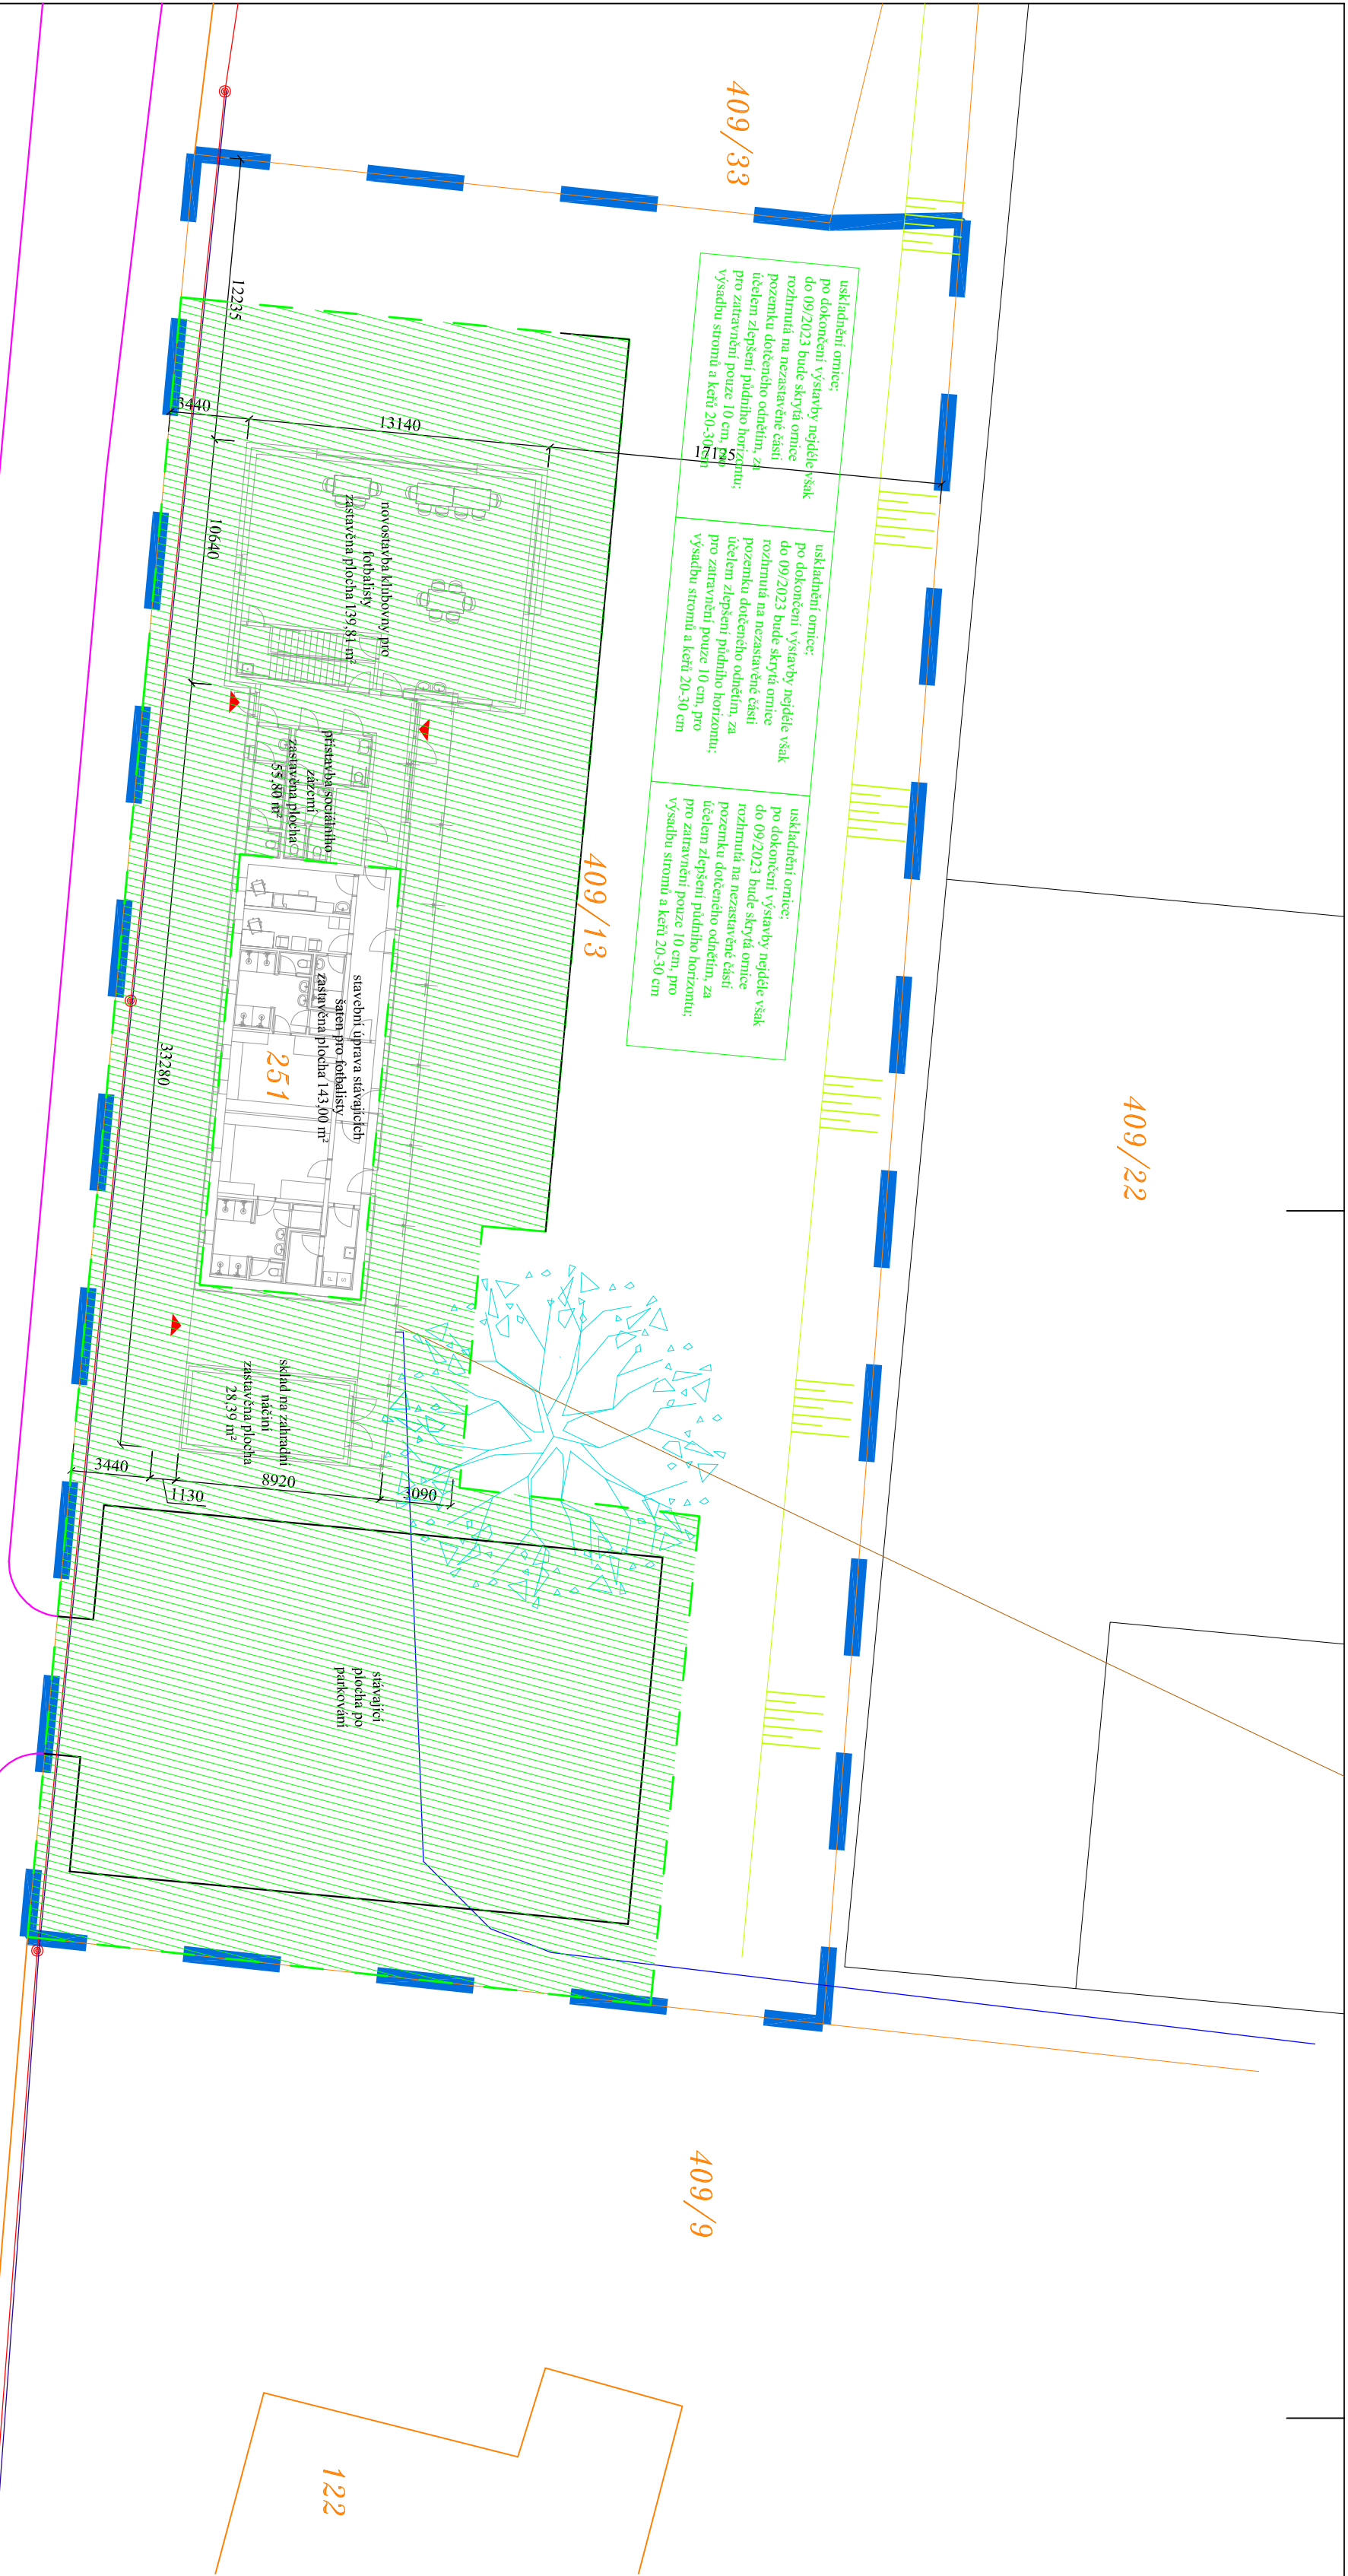 409/33
uskladnění ornice;
po dokončení výstavby nejdéle však
do 09/2023 bude skrytá ornice
rozhrnutá na nezastavěné části
pozemku dotčeného odnětím, za
účelem zlepšení půdního horizontu;
pro zatravnění pouze 10 cm, pro
výsadbu stromů a keřů 20-30 cm
uskladnění ornice;
po dokončení výstavby nejdéle však
do 09/2023 bude skrytá ornice
rozhrnutá na nezastavěné části
pozemku dotčeného odnětím, za
účelem zlepšení půdního horizontu;
pro zatravnění pouze 10 cm, pro
výsadbu stromů a keřů 20-30 cm
uskladnění ornice;
po dokončení výstavby nejdéle však
do 09/2023 bude skrytá ornice
rozhrnutá na nezastavěné části
pozemku dotčeného odnětím, za
účelem zlepšení půdního horizontu;
pro zatravnění pouze 10 cm, pro
výsadbu stromů a keřů 20-30 cm
409/22
409/13
12235
3440
13140
17125
10640
novostavba klubovny pro
fotbalisty
zastavěna plocha 139,81 m²
přístavba sociálního
zázemí
zastavěna plocha
55,80 m²
stavební úprava stávajících
šaten pro fotbalisty
zastavěna plocha 143,00 m²
251
33280
P
S
sklad na zahradní
náčiní
zastavěna plocha
28,39 m²
3440
1130
8920
3090
stávající
plocha po
parkování
409/9
122